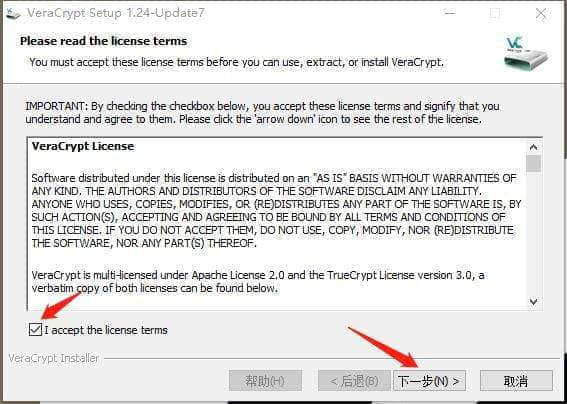 VeraCrypt Setup 1.24-Update7
Please read the license terms
You must accept these license terms before you can use, extract, or install VeraCrypt.
VC
IMPORTANT: By checking the checkbox below, you accept these license terms and signify that you
understand and agree to them. Please click the 'arrow down' icon to see the rest of the license.
VeraCrypt License
Software distributed under this license is distributed on an "AS IS" BASIS WITHOUT WARRANTIES OF
ANY KIND. THE AUTHORS AND DISTRIBUTORS OF THE SOFTWARE DISCLAIM ANY LIABILITY.
ANYONE WHO USES, COPIES, MODIFIES, OR (RE)DISTRIBUTES ANY PART OF THE SOFTWARE IS, BY
SUCH ACTION(S), ACCEPTING AND AGREEING TO BE BOUND BY ALL TERMS AND CONDITIONS OF
THIS LICENSE. IF YOU DO NOT ACCEPT THEM, DO NOT USE, COPY, MODIFY, NOR (RE)DISTRIBUTE
THE SOFTWARE, NOR ANY PART(S) THEREOF.
VeraCrypt is multi-licensed under Apache License 2.0 and the TrueCrypt License version 3.0, a
verbatim copy of both licenses can be found below.
I accept the license terms
VeraCrypt Installer
帮助(H)
< 后退(B)
下一步(N) >
取消